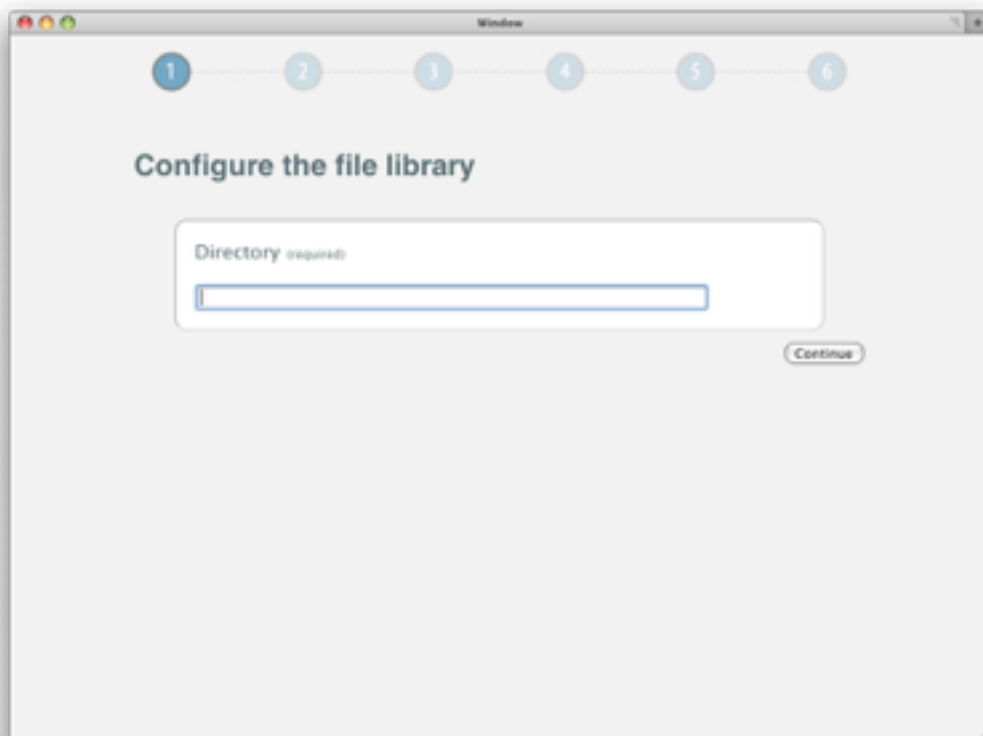 Window
1 2 3 4 5 6
Configure the file library
Directory (required)
Continue